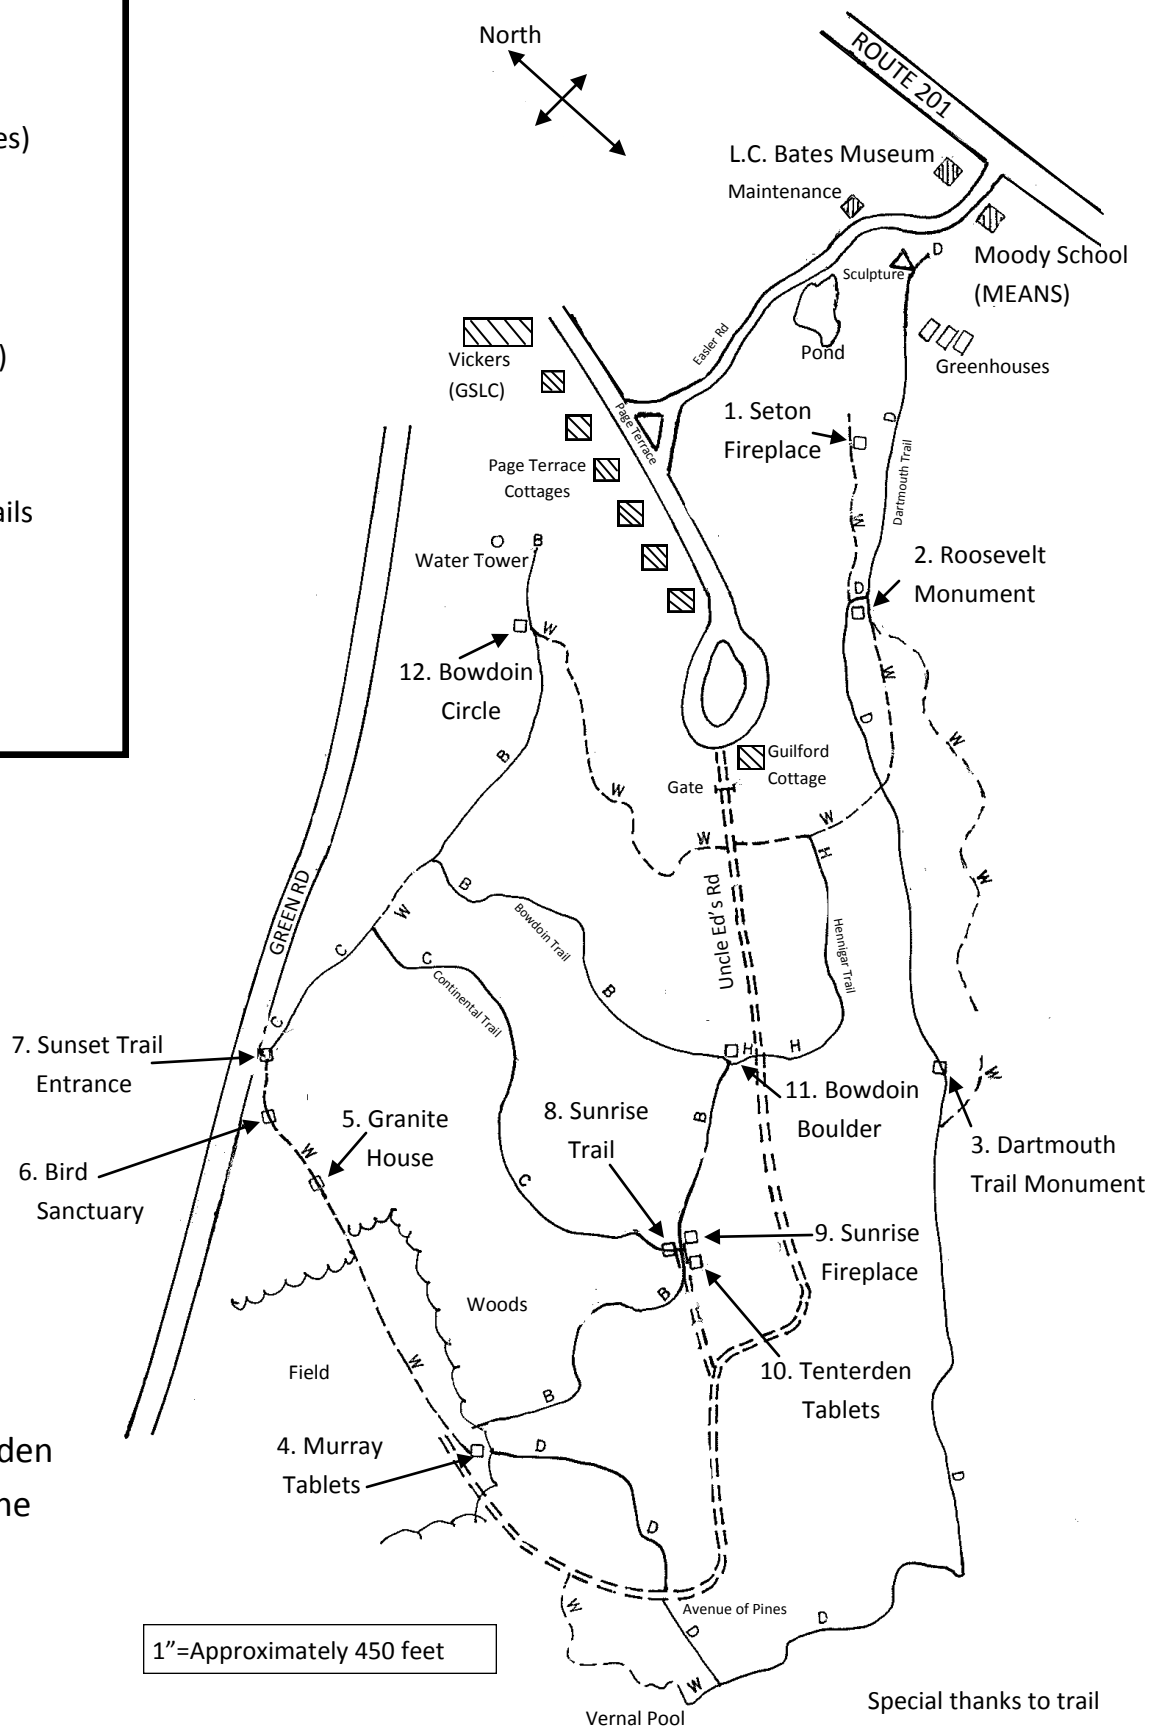 North
ROUTE 201
es)
L.C. Bates Museum
Maintenance
D
Moody School
(MEANS)
Sculpture
)
Vickers
(GSLC)
Easler Rd
Pond
Greenhouses
Page Terrace
1. Seton
Fireplace
D
Dartmouth Trail
Page Terrace
Cottages
ails
W
Water Tower
B
2. Roosevelt
Monument
D
W
12. Bowdoin
Circle
W
D
W
B
Guilford
Cottage
Gate
W
W
W
H
B
W
W
GREEN RD
Bowdoin Trail
Uncle Ed's Rd
Hennigar Trail
C
C
Continental Trail
B
C
7. Sunset Trail
Entrance
H
H
W
11. Bowdoin
Boulder
8. Sunrise
Trail
B
5. Granite
House
3. Dartmouth
Trail Monument
W
6. Bird
Sanctuary
C
9. Sunrise
Fireplace
B
Woods
W
Field
10. Tenterden
Tablets
B
den
4. Murray
Tablets
D
D
ne
D
W
Avenue of Pines
D
D
1”=Approximately 450 feet
W
Vernal Pool
Special thanks to trail